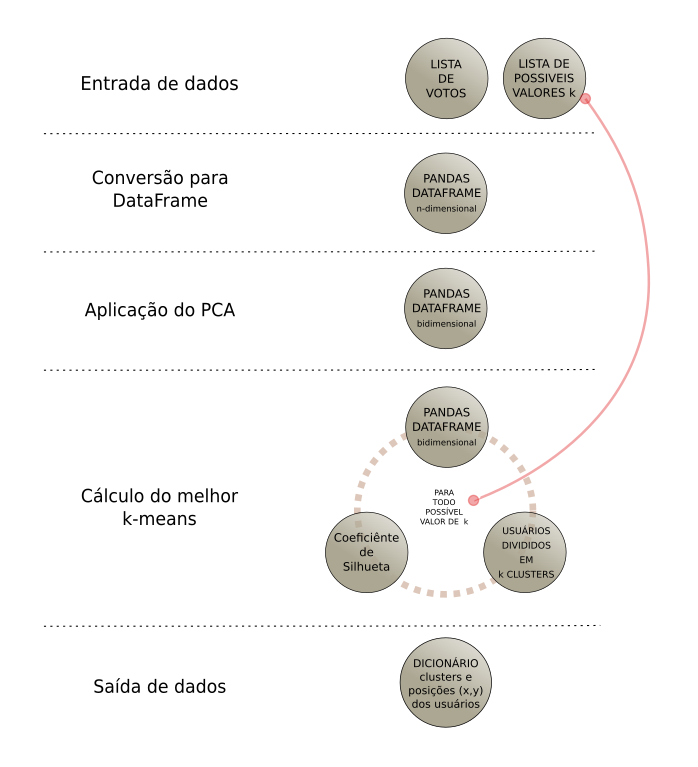 Entrada de dados
LISTA
DE
VOTOS
LISTA DE
POSSIVEIS
VALORES k
Conversão para
DataFrame
PANDAS
DATAFRAME
n-dimensional
Aplicação do PCA
PANDAS
DATAFRAME
bidimensional
Cálculo do melhor
k-means
PANDAS
DATAFRAME
bidimensional
PARA
TODO
POSSÍVEL
VALOR DE k
Coeficiênte
de
Silhueta
USUÁRIOS
DIVIDIDOS
EM
k CLUSTERS
Saída de dados
DICIONÁRIO
clusters e
posições (x,y)
dos usuários